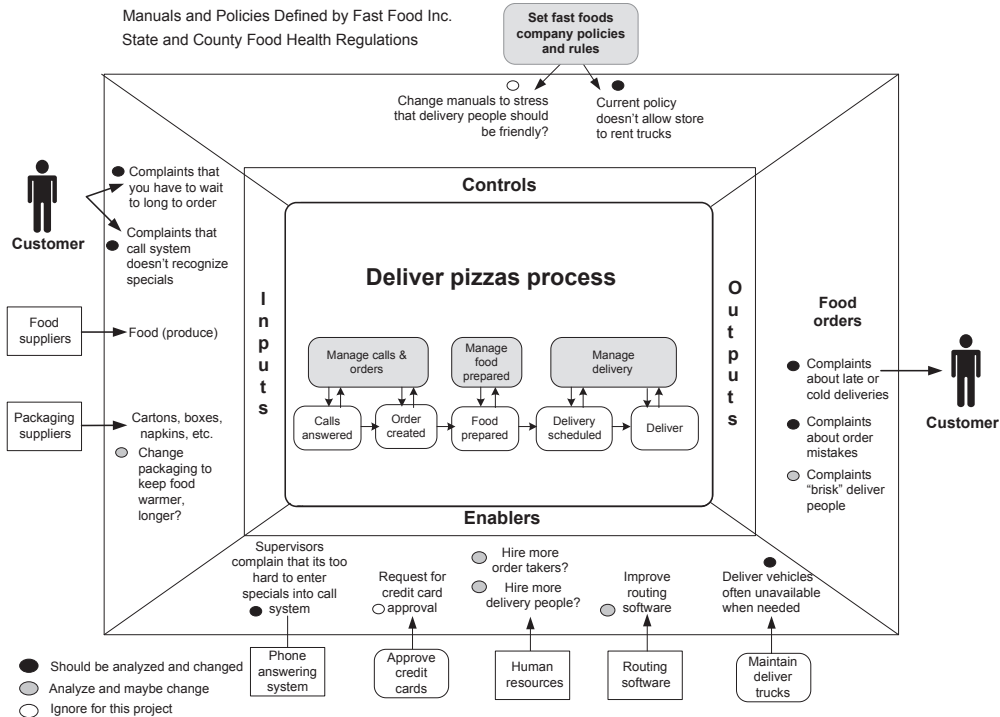 Manuals and Policies Defined by Fast Food Inc.
State and County Food Health Regulations
Set fast foods
company policies
and rules
Change manuals to stress
that delivery people should
be friendly?
Current policy
doesn't allow store
to rent trucks
Customer
Complaints that
you have to wait
to long to order
Complaints that
call system
doesn't recognize
specials
Food
suppliers
Food (produce)
Packaging
suppliers
Cartons, boxes,
napkins, etc.
Change
packaging to
keep food
warmer,
longer?
Controls
Inputs
Deliver pizzas process
Manage calls &
orders
Manage
food
prepared
Manage
delivery
Calls
answered
Order
created
Food
prepared
Delivery
scheduled
Deliver
Outputs
Enablers
Food
orders
Complaints
about late or
cold deliveries
Complaints
about order
mistakes
Complaints
“brisk” deliver
people
Customer
Supervisors
complain that its too
hard to enter
specials into call
system
Request for
credit card
approval
Hire more
order takers?
Hire more
delivery people?
Improve
routing
software
Deliver vehicles
often unavailable
when needed
Phone
answering
system
Approve
credit
cards
Human
resources
Routing
software
Maintain
deliver
trucks
Should be analyzed and changed
Analyze and maybe change
Ignore for this project